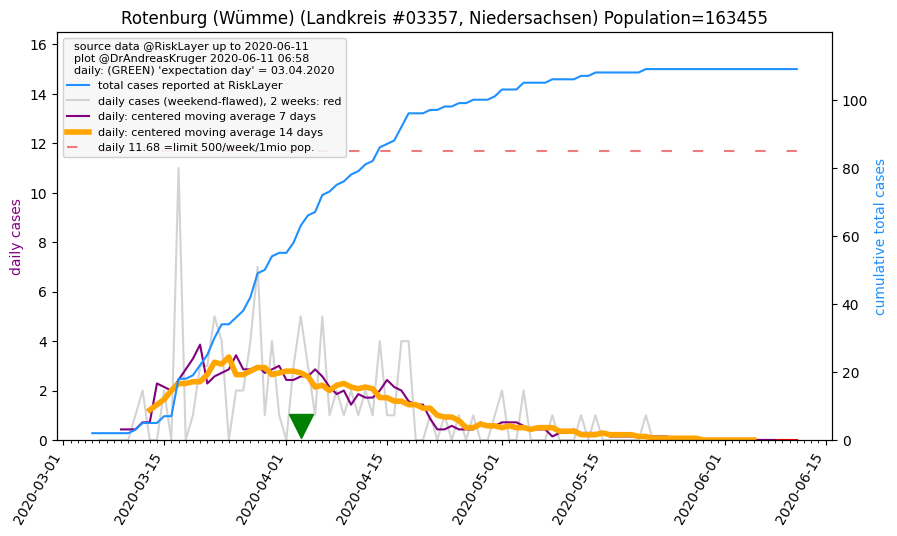 Rotenburg (Wümme) (Landkreis #03357, Niedersachsen) Population=163455
source data @RiskLayer up to 2020-06-11
plot @DrAndreasKruger 2020-06-11 06:58
daily: (GREEN) 'expectation day' = 03.04.2020
total cases reported at RiskLayer
daily cases (weekend-flawed), 2 weeks: red
daily: centered moving average 7 days
daily: centered moving average 14 days
daily 11.68 =limit 500/week/1mio pop.
daily cases
16
14
12
10
8
6
4
2
0
cumulative total cases
100
80
60
40
20
0
2020-03-01
2020-03-15
2020-04-01
2020-04-15
2020-05-01
2020-05-15
2020-06-01
2020-06-15